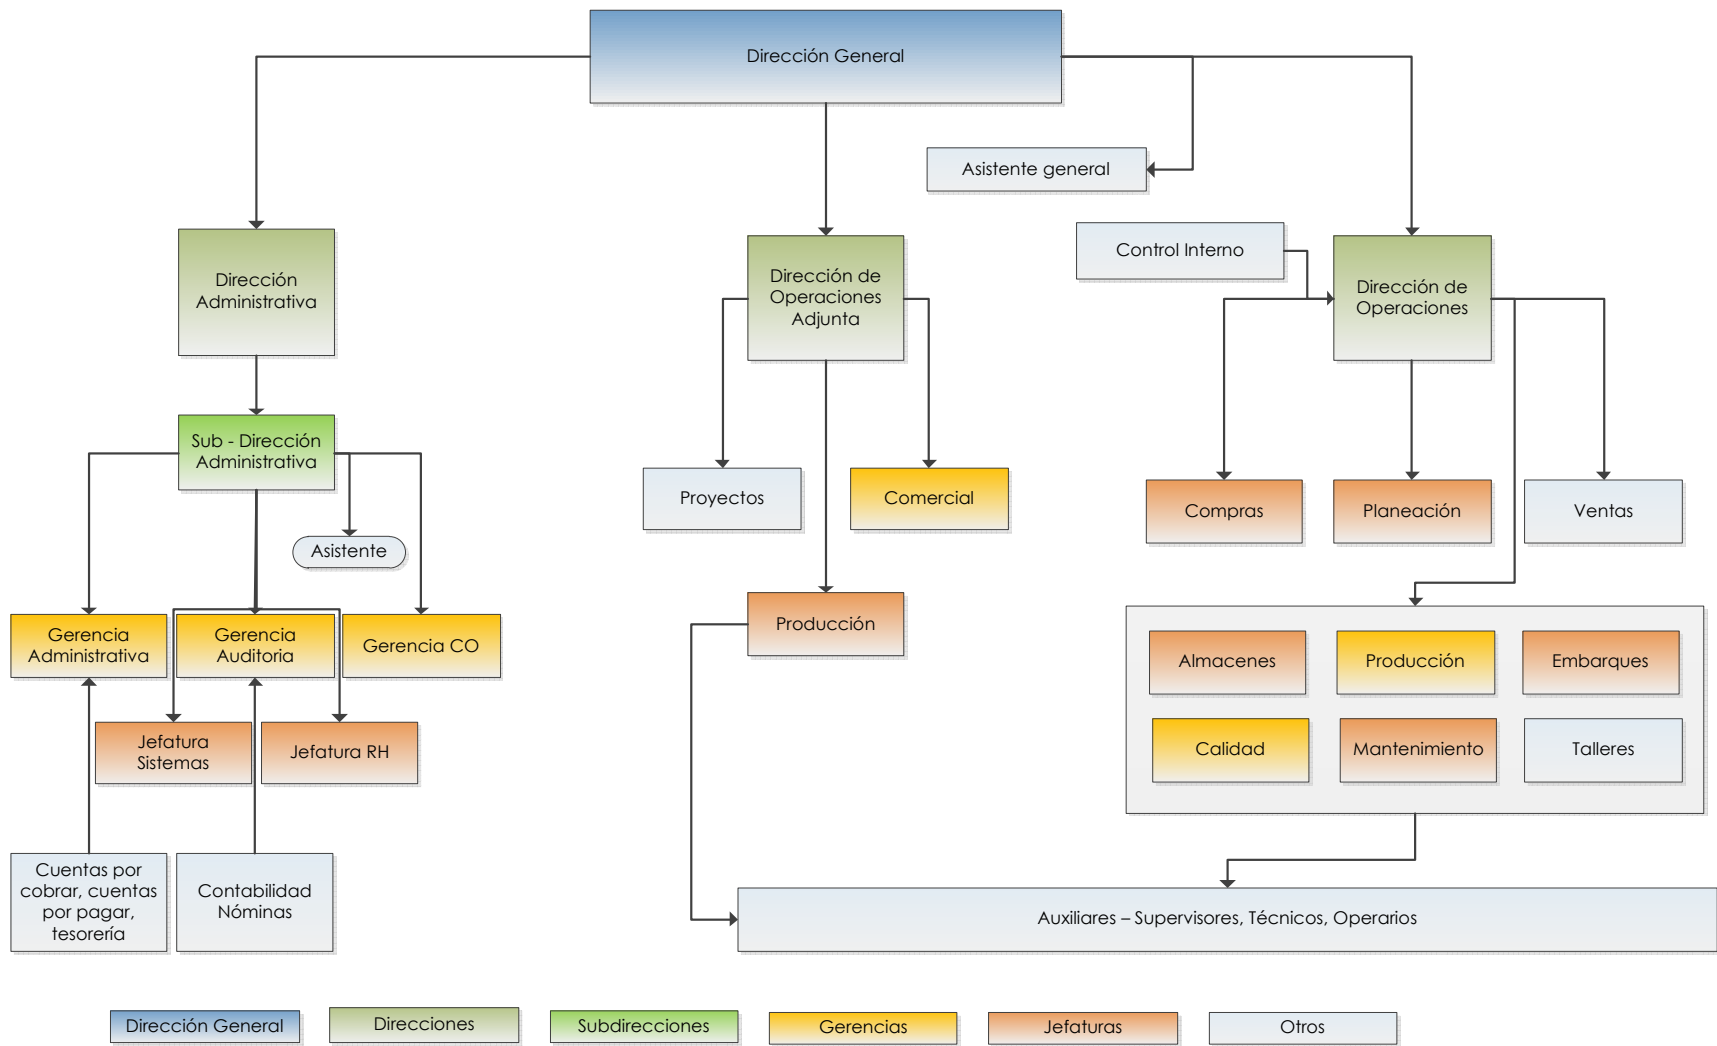 Dirección General
Asistente general
Control Interno
Dirección
Administrativa
Dirección de
Operaciones
Adjunta
Dirección de
Operaciones
Sub - Dirección
Administrativa
Proyectos
Comercial
Compras
Planeación
Ventas
Asistente
Gerencia
Administrativa
Gerencia
Auditoria
Gerencia CO
Producción
Almacenes
Producción
Embarques
Jefatura
Sistemas
Jefatura RH
Calidad
Mantenimiento
Talleres
Cuentas por
cobrar, cuentas
por pagar,
tesorería
Contabilidad
Nóminas
Auxiliares – Supervisores, Técnicos, Operarios
Dirección General
Direcciones
Subdirecciones
Gerencias
Jefaturas
Otros